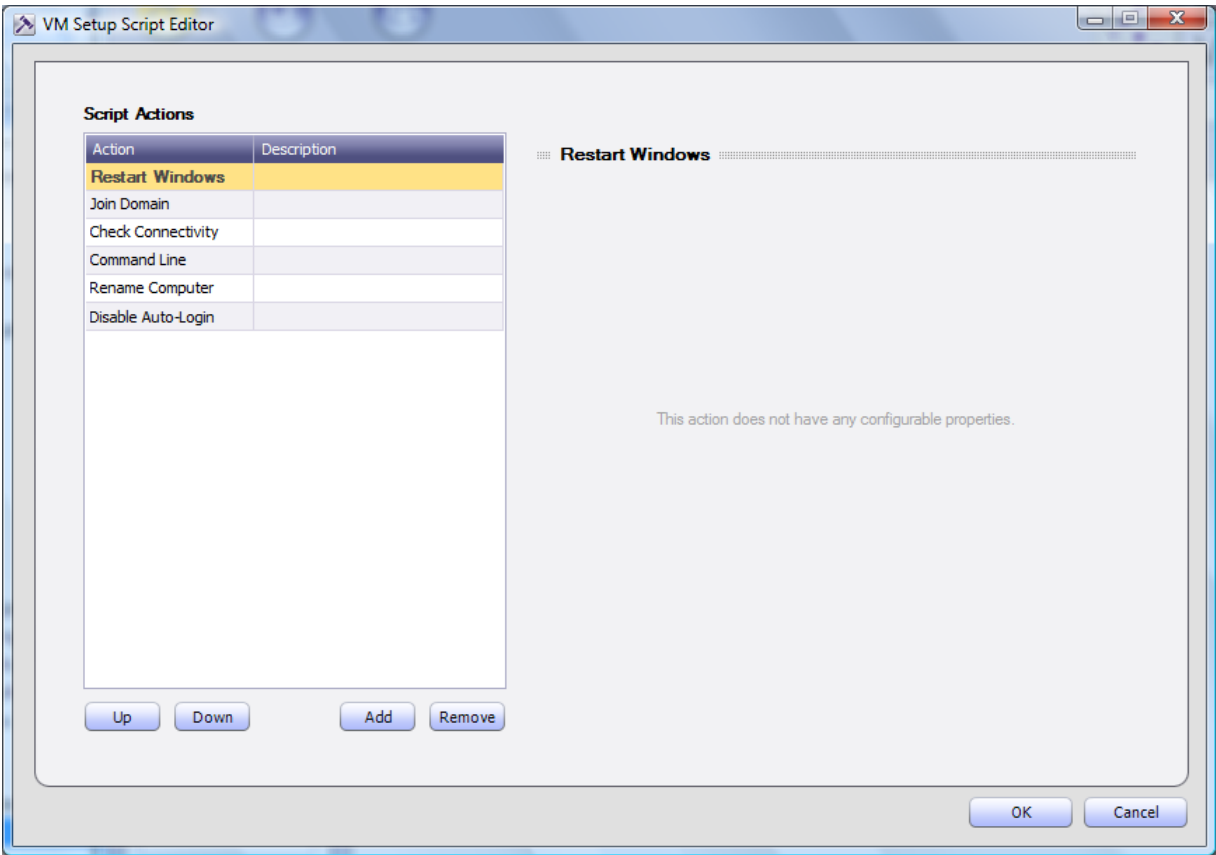 VM Setup Script Editor
Script Actions
Action Description
Restart Windows
Join Domain
Check Connectivity
Command Line
Rename Computer
Disable Auto-Login
Restart Windows
This action does not have any configurable properties.
Up Down Add Remove
OK Cancel